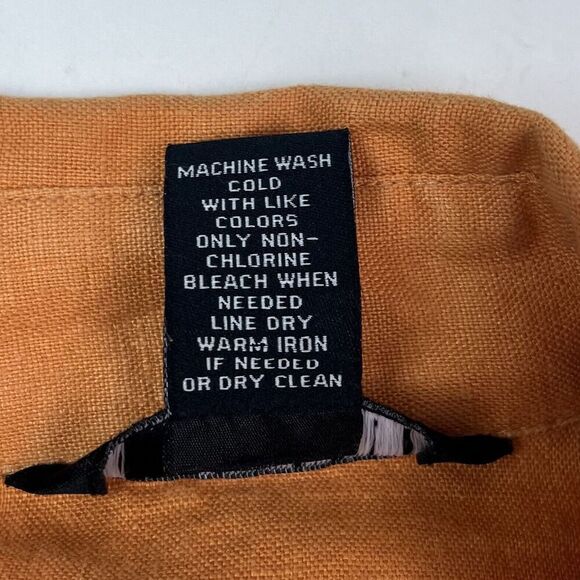 MACHINE WASH
COLD
WITH LIKE
COLORS
ONLY NON-
CHLORINE
BLEACH WHEN
NEEDED
LINE DRY
WARM IRON
IF NEEDED
OR DRY CLEAN